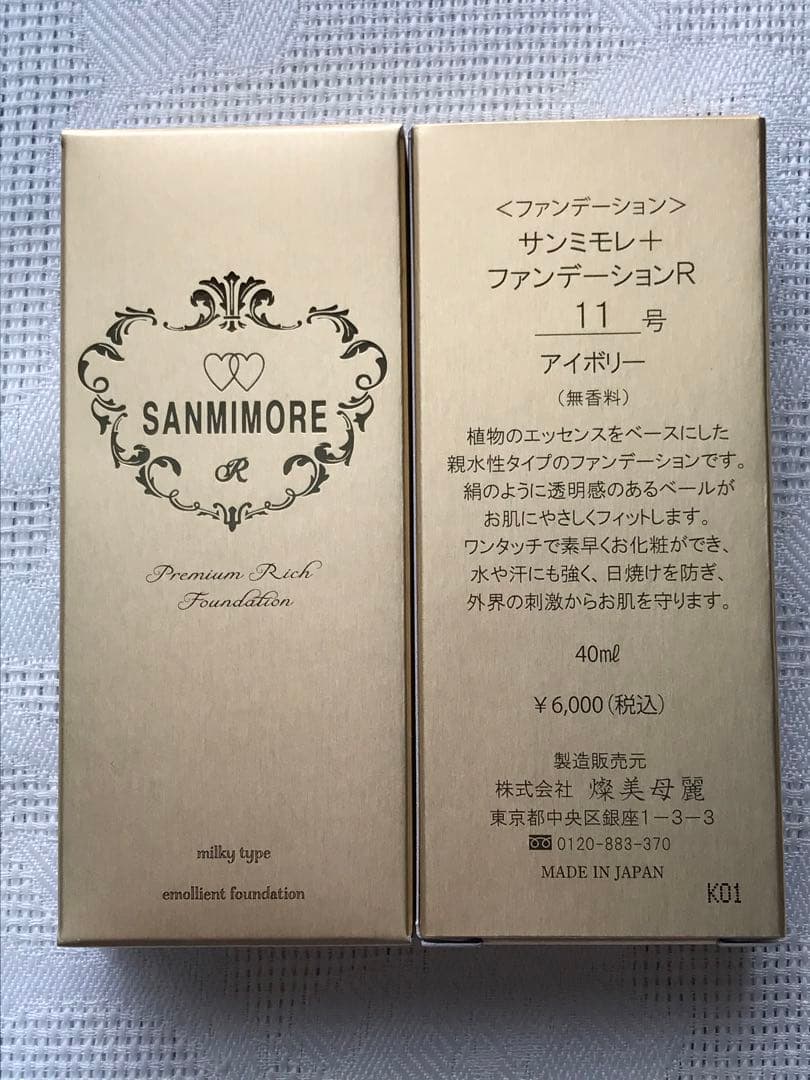 SANMIMORE
R
Premium Rich
Foundation
milky type
emollient foundation
＜ファンデーション＞
サンミモレ＋
ファンデーションR
11号
アイボリー
（無香料）
植物のエッセンスをベースにした
親水性タイプのファンデーションです。
絹のように透明感のあるベールが
お肌にやさしくフィットします。
ワンタッチで素早くお化粧ができ、
水や汗にも強く、日焼けを防ぎ、
外界の刺激からお肌を守ります。
40㎖
￥6,000（税込）
製造販売元
株式会社 燦美母麗
東京都中央区銀座1－3－3
0120-883-370
MADE IN JAPAN
K01